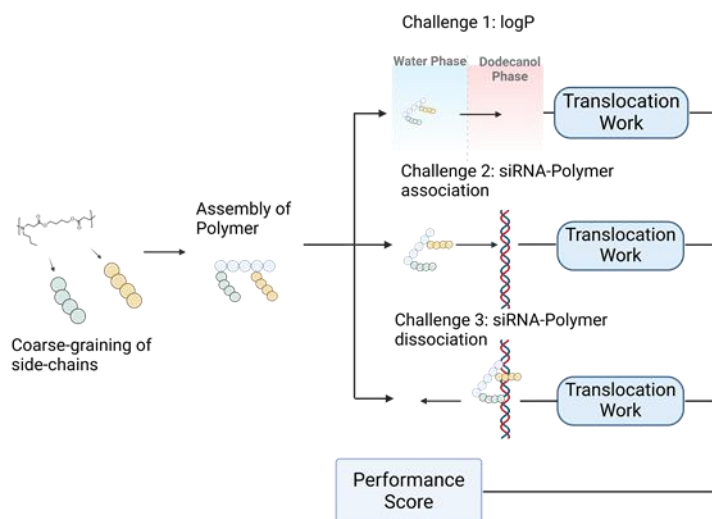 Challenge 1: logP
Water Phase
Dodecanol
Phase
Translocation
Work
Challenge 2: siRNA-Polymer
association
Assembly of
Polymer
Translocation
Work
Coarse-graining of
side-chains
Challenge 3: siRNA-Polymer
dissociation
Translocation
Work
Performance
Score